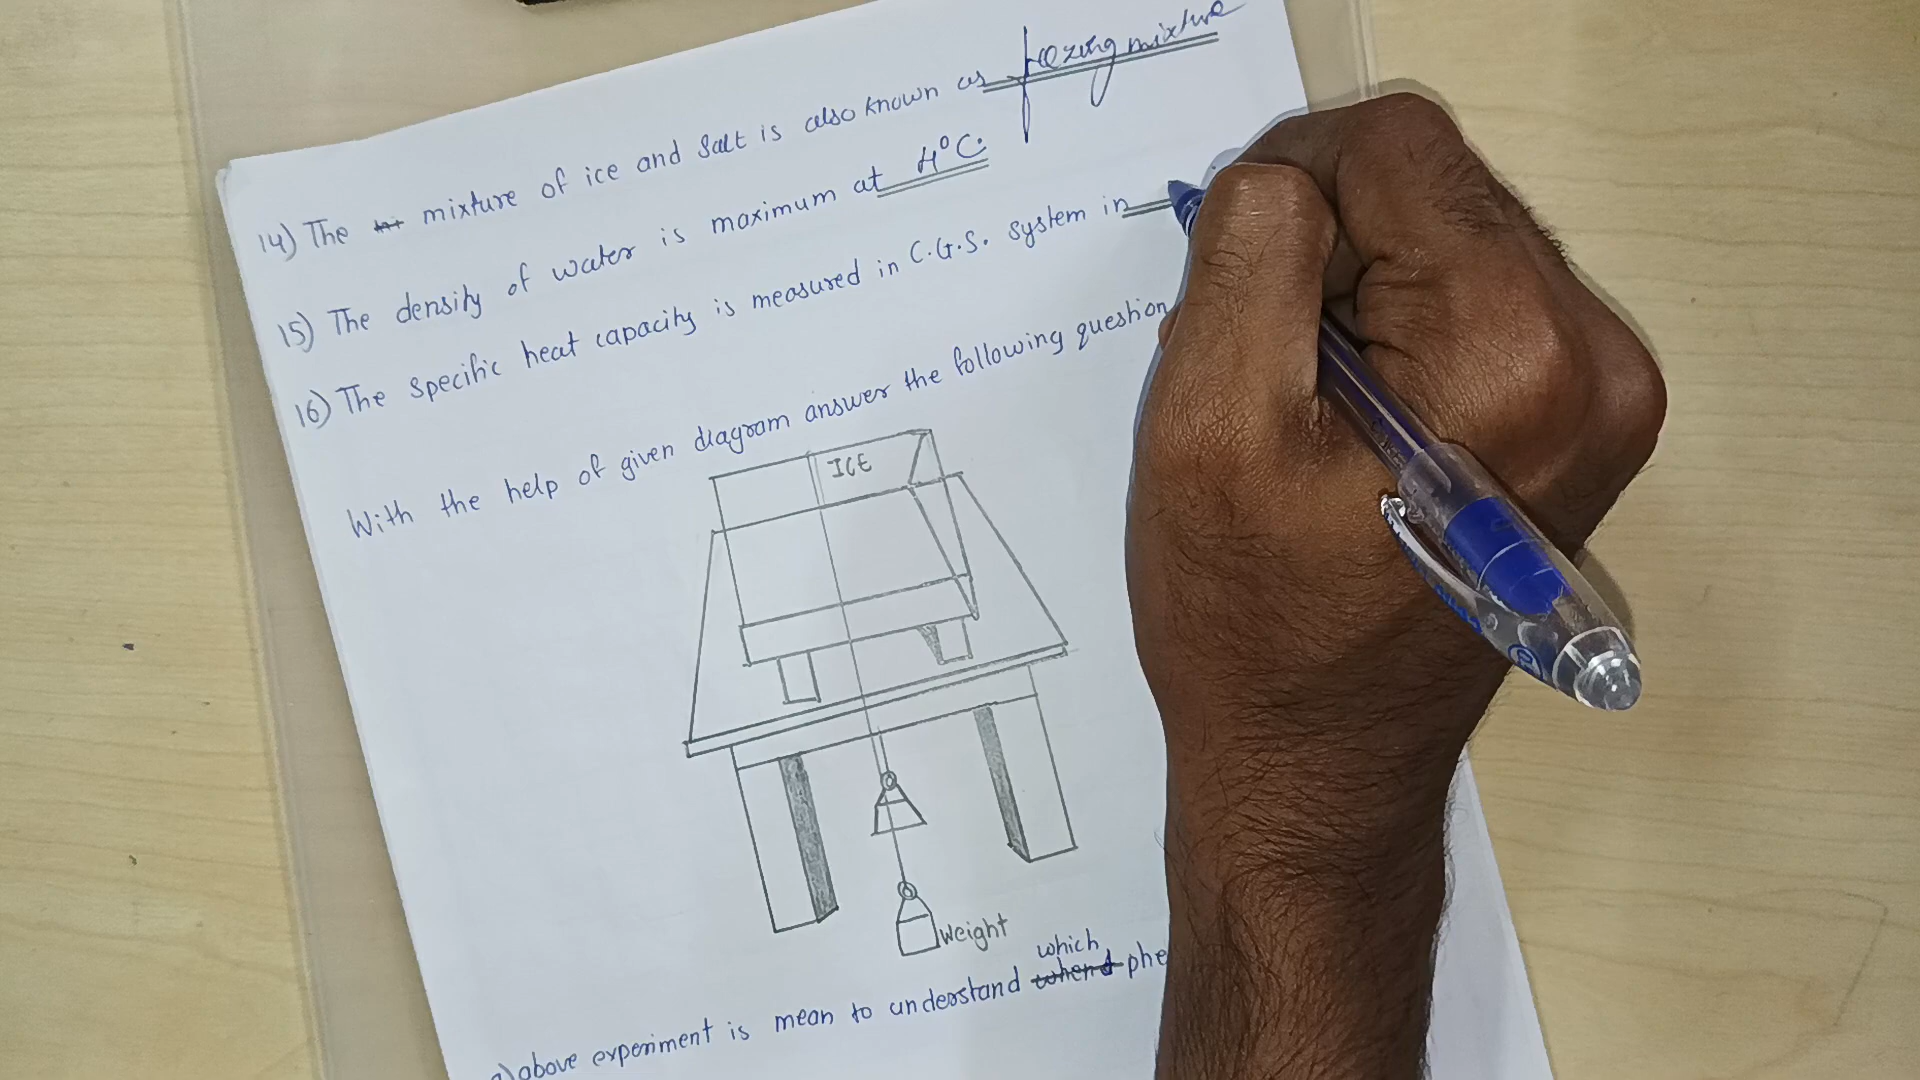 14) The mixture of ice and Salt is also known as freezing mixture
15) The density of water is maximum at 4°C.
16) The Specific heat capacity is measured in C.G.S. system in
With the help of given diagram answer the following question
ICE
Weight
which
a) above experiment is mean to understand phe